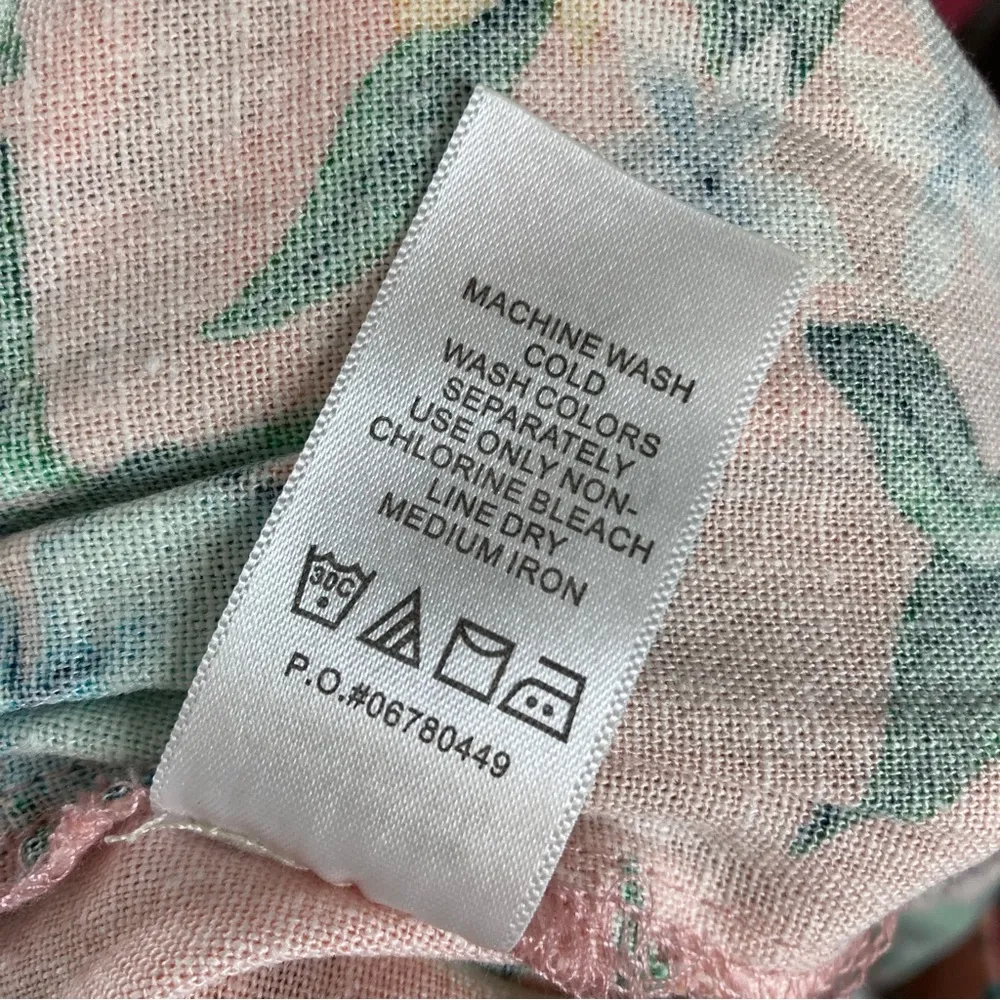 MACHINE WASH
COLD
WASH COLORS
SEPARATELY
USE ONLY NON-
CHLORINE BLEACH
LINE DRY
MEDIUM IRON
30C
P.O.#06780449